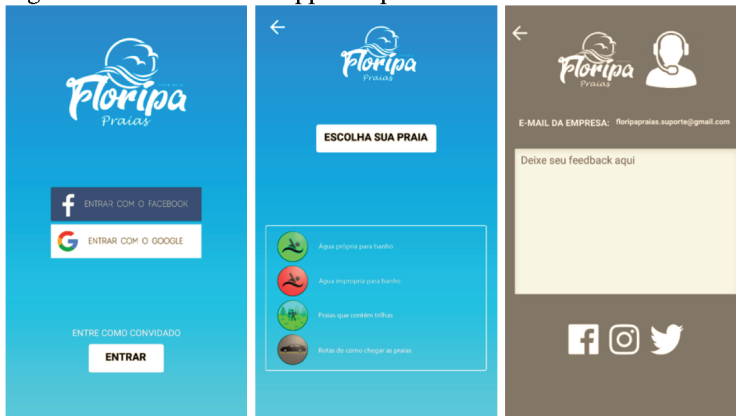 Floripa
Praias
ENTRAR COM O FACEBOOK
ENTRAR COM O GOOGLE
ENTRE COMO CONVIDADO
ENTRAR
Floripa
Praias
ESCOLHA SUA PRAIA
Água própria para banho
Água impropria para banho
Praias que contém trilhas
Rotas de como chegar as praias
Floripa
Praias
E-MAIL DA EMPRESA: floripapraias.suporte@gmail.com
Deixe seu feedback aqui